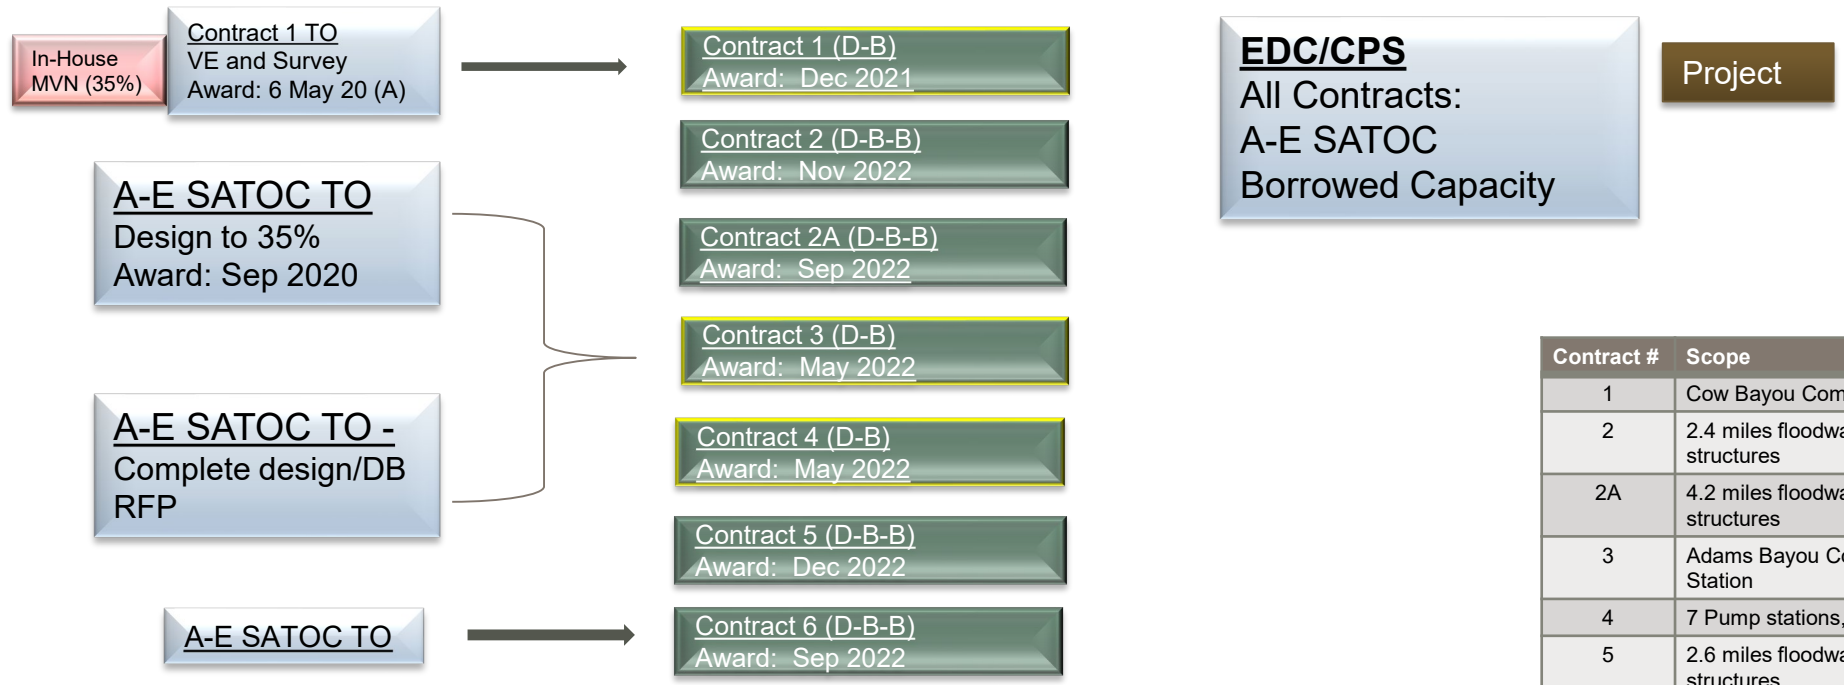 In-House
MVN (35%)
Contract 1 TO
VE and Survey
Award: 6 May 20 (A)
A-E SATOC TO
Design to 35%
Award: Sep 2020
A-E SATOC TO -
Complete design/DB
RFP
A-E SATOC TO
Contract 1 (D-B)
Award: Dec 2021
Contract 2 (D-B-B)
Award: Nov 2022
Contract 2A (D-B-B)
Award: Sep 2022
Contract 3 (D-B)
Award: May 2022
Contract 4 (D-B)
Award: May 2022
Contract 5 (D-B-B)
Award: Dec 2022
Contract 6 (D-B-B)
Award: Sep 2022
EDC/CPS
All Contracts:
A-E SATOC
Borrowed Capacity
Project
Contract # Scope
1 Cow Bayou
2 2.4 miles
structures
2A 4.2 miles
structures
3 Adams Bayou
Station
4 7 Pump stations,
5 2.6 miles
structures